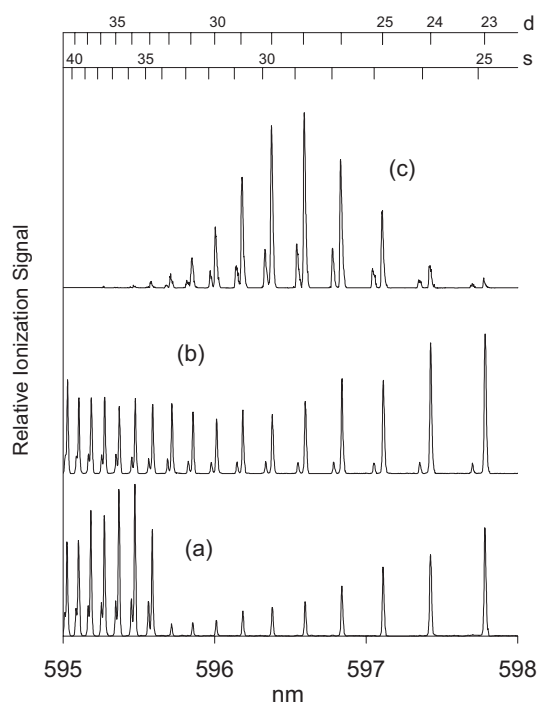 35 30 25 24 23 d
40 35 30 25 s
(c)
(b)
(a)
Relative Ionization Signal
595 596 597 598
nm